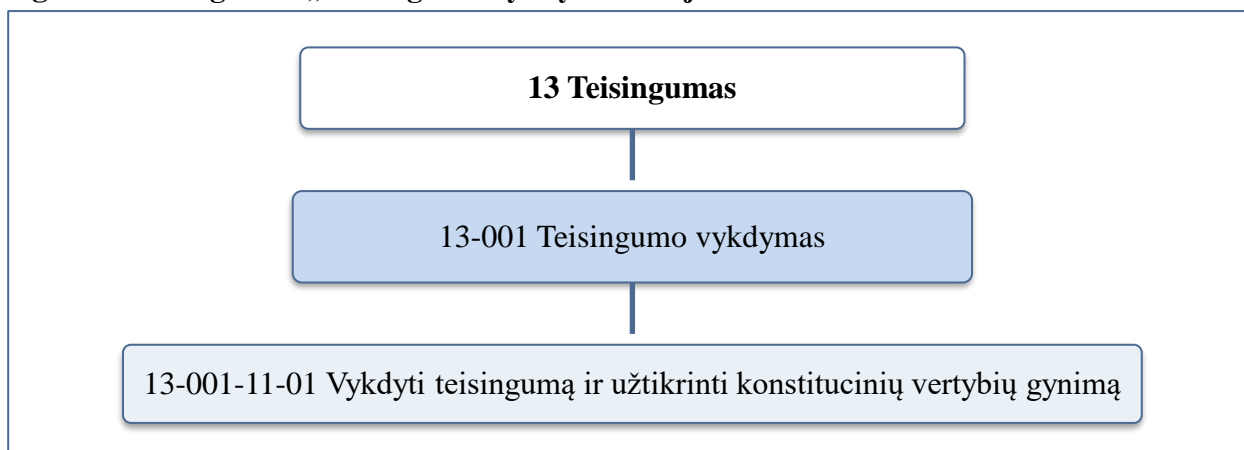 13 Teisingumas
13-001 Teisingumo vykdymas
13-001-11-01 Vykdyti teisingumą ir užtikrinti konstitucinių vertybių gynimą